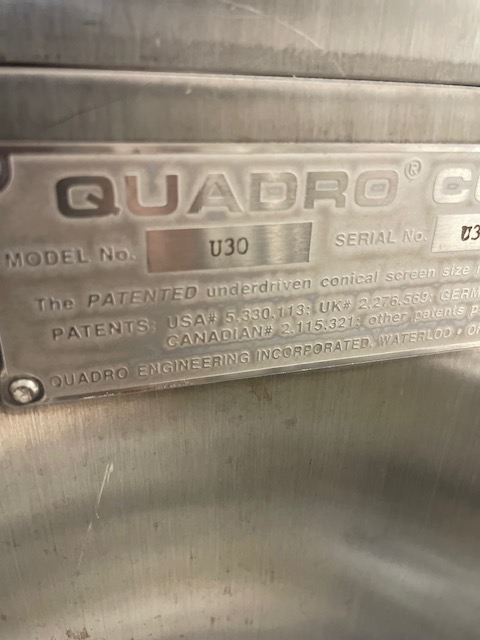 QUADRO® C
MODEL No. U30 SERIAL No. U3
The PATENTED underdriven conical screen size
PATENTS: USA# 5,330,113; UK# 2,276,569; GERM
CANADIAN# 2,115,321; other patents p
QUADRO ENGINEERING INCORPORATED, WATERLOO • O